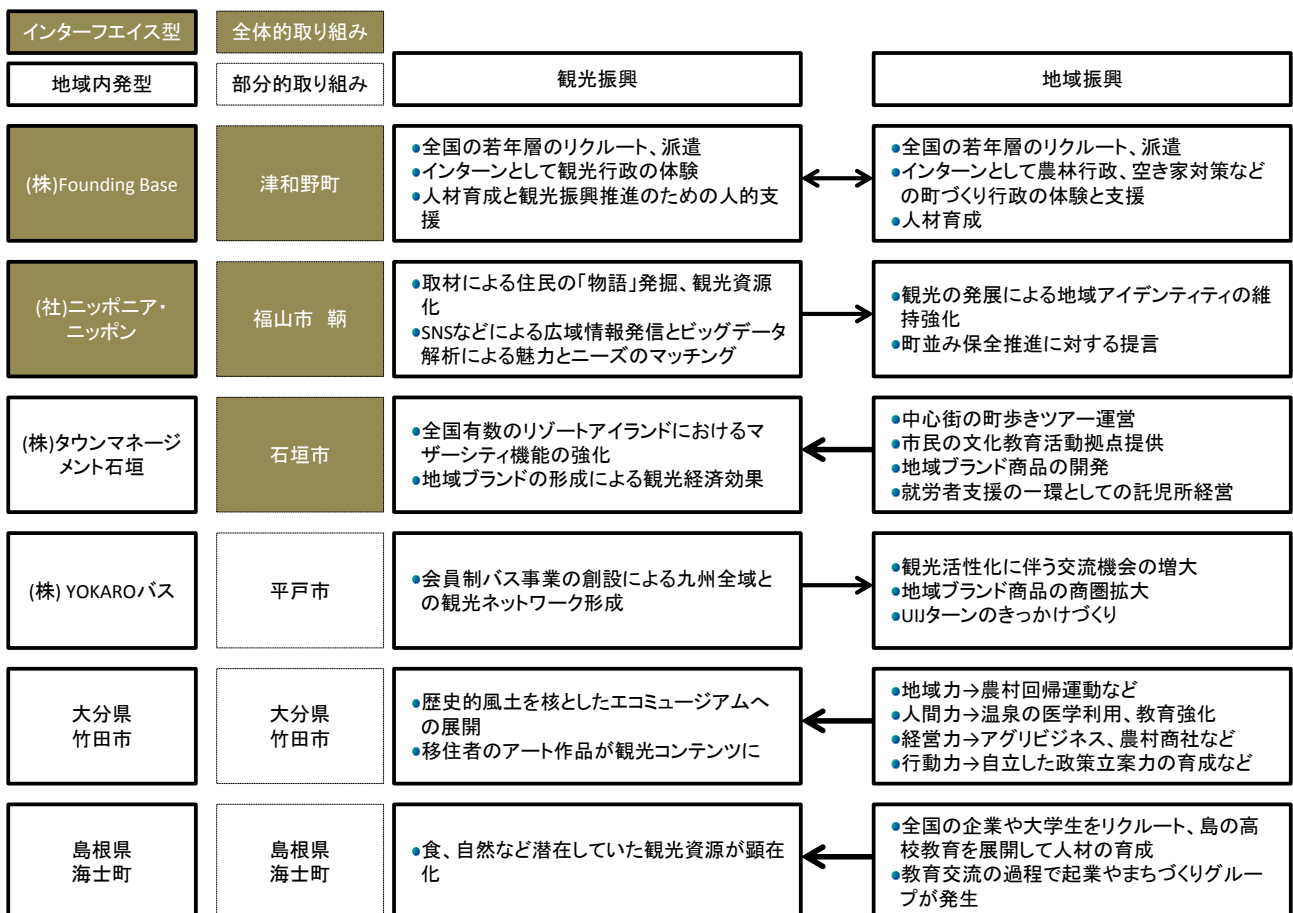 インターフェイス型
全体的取り組み
地域内発型
部分的取り組み
観光振興
地域振興
(株)Founding Base
津和野町
●全国の若年層のリクルート、派遣
●インターンとして観光行政の体験
●人材育成と観光振興推進のための人的支
援
●全国の若年層のリクルート、派遣
●インターンとして農林行政、空き家対策など
の町づくり行政の体験と支援
●人材育成
(社)ニッポニア・
ニッポン
福山市 鞆
●取材による住民の「物語」発掘、観光資源
化
●SNSなどによる広域情報発信とビッグデータ
解析による魅力とニーズのマッチング
●観光の発展による地域アイデンティティの維
持強化
●町並み保全推進に対する提言
(株)タウンマネージ
メント石垣
石垣市
●全国有数のリゾートアイランドにおけるマ
ザーシティ機能の強化
●地域ブランドの形成による観光経済効果
●中心街の町歩きツアー運営
●市民の文化教育活動拠点提供
●地域ブランド商品の開発
●就労者支援の一環としての託児所経営
(株) YOKAROバス
平戸市
●会員制バス事業の創設による九州全域と
の観光ネットワーク形成
●観光活性化に伴う交流機会の増大
●地域ブランド商品の商圏拡大
●UIJターンのきっかけづくり
大分県
竹田市
大分県
竹田市
●歴史的風土を核としたエコミュージアムへ
の展開
●移住者のアート作品が観光コンテンツに
●地域力→農村回帰運動など
●人間力→温泉の医学利用、教育強化
●経営力→アグリビジネス、農村商社など
●行動力→自立した政策立案力の育成など
島根県
海士町
島根県
海士町
●食、自然など潜在していた観光資源が顕在
化
●全国の企業や大学生をリクルート、島の高
校教育を展開して人材の育成
●教育交流の過程で起業やまちづくりグルー
プが発生